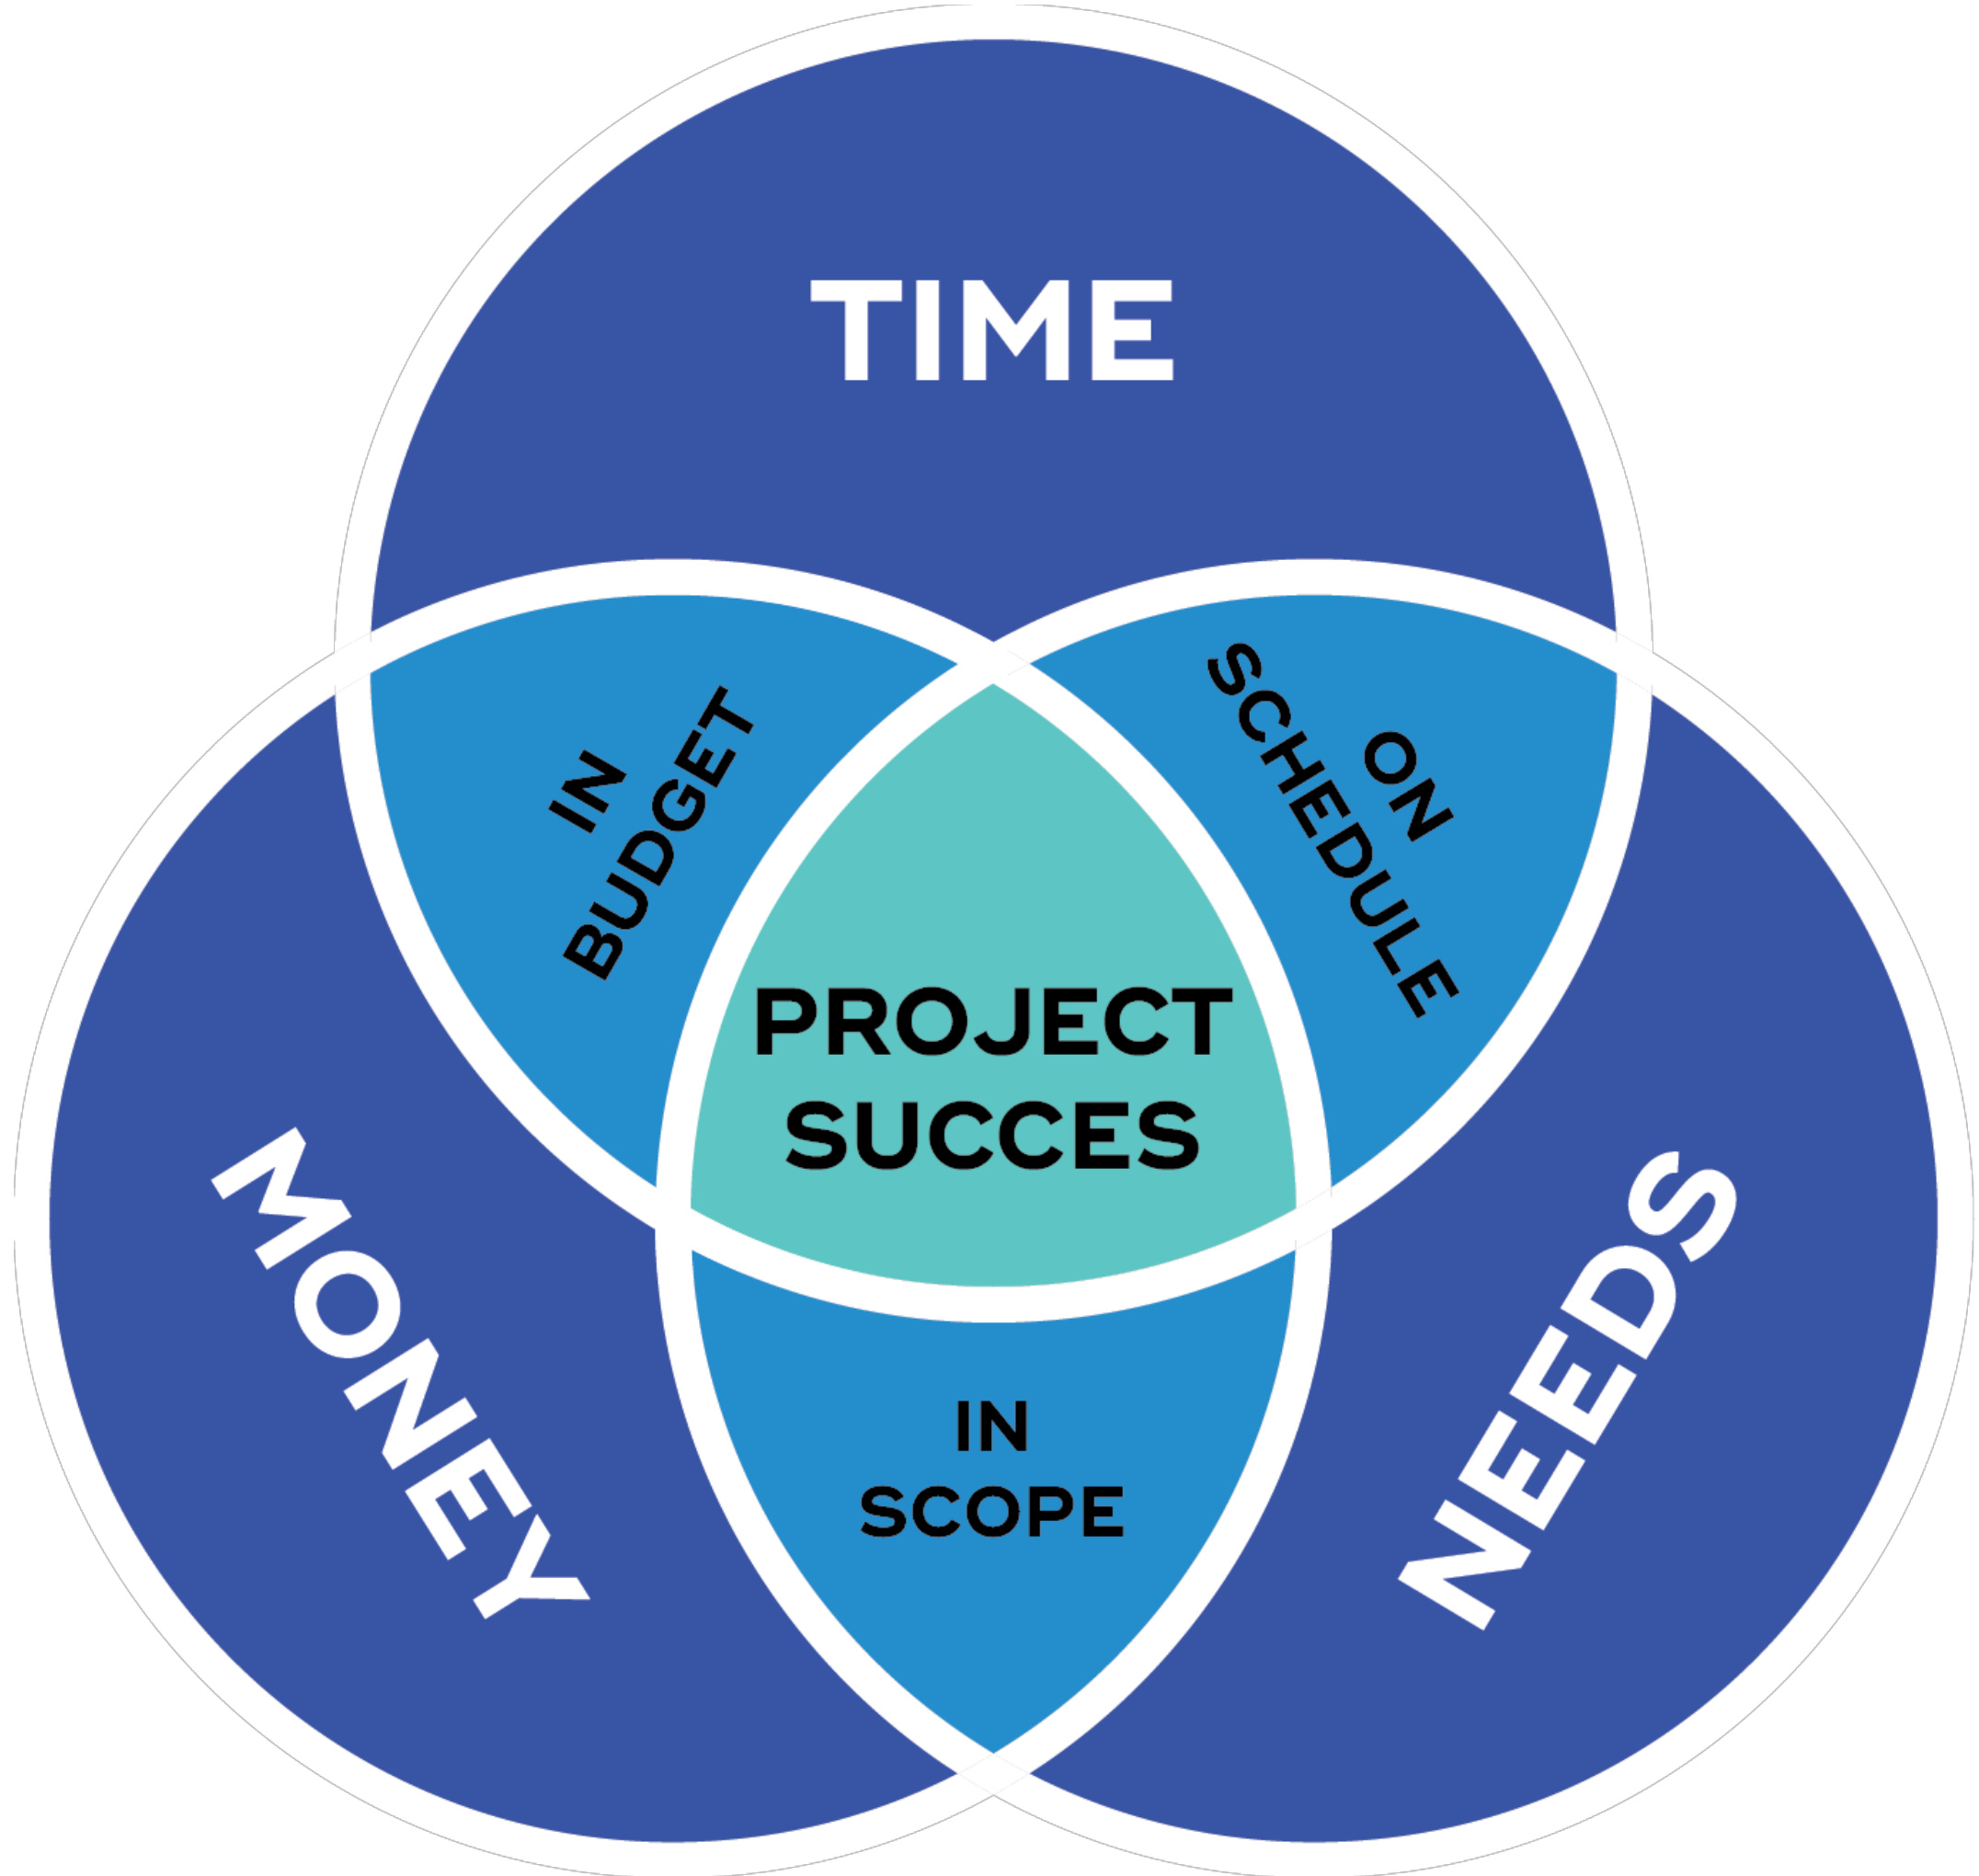 TIME
IN
BUDGET
ON
SCHEDULE
PROJECT
SUCCES
MONEY
NEEDS
IN
SCOPE